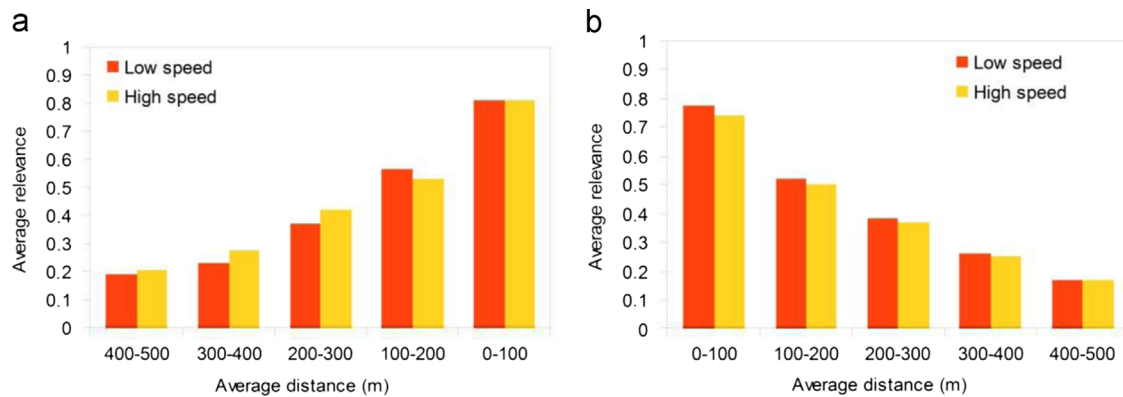 a
1
0.9
0.8
0.7
0.6
0.5
0.4
0.3
0.2
0.1
0
Average relevance
Low speed
High speed
400-500 300-400 200-300 100-200 0-100
Average distance (m)
b
1
0.9
0.8
0.7
0.6
0.5
0.4
0.3
0.2
0.1
0
Average relevance
Low speed
High speed
0-100 100-200 200-300 300-400 400-500
Average distance (m)